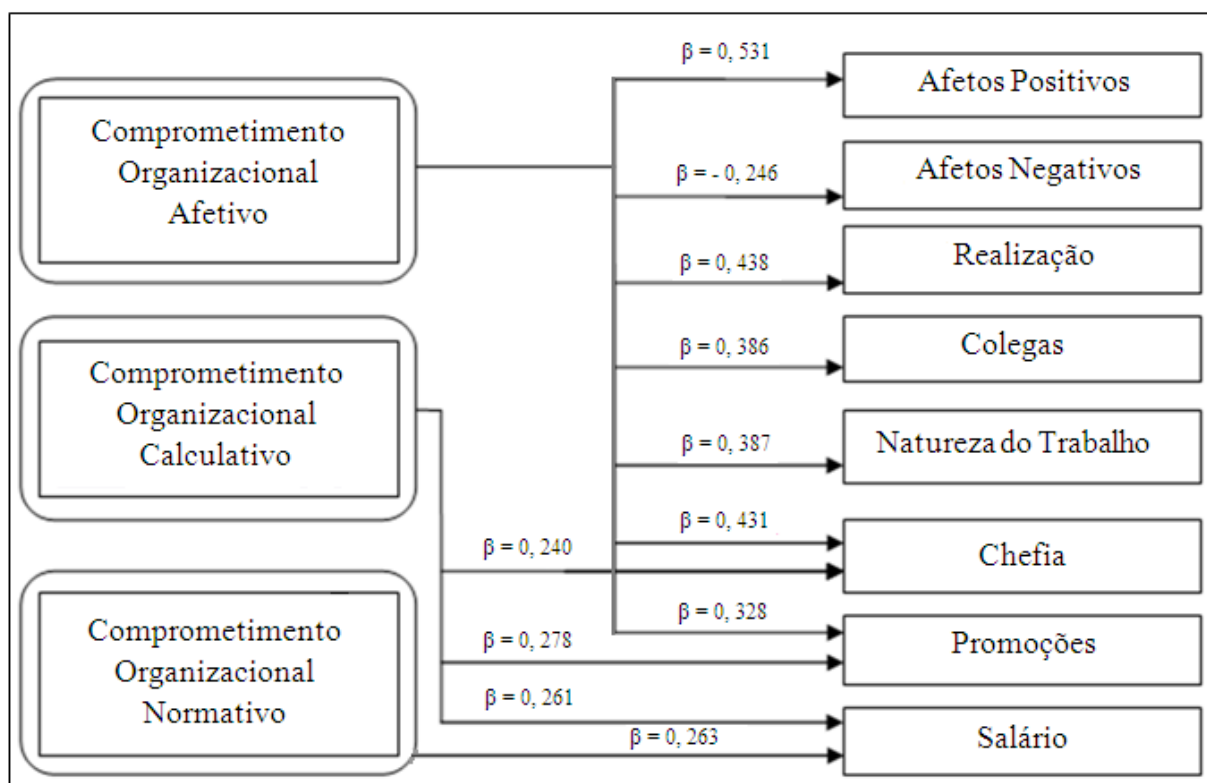 β = 0, 531
Afetos Positivos
Comprometimento
Organizacional
Afetivo
β = - 0, 246
Afetos Negativos
β = 0, 438
Realização
β = 0, 386
Colegas
Comprometimento
Organizacional
Calculativo
β = 0, 387
Natureza do Trabalho
β = 0, 431
β = 0, 240
Chefia
Comprometimento
Organizacional
Normativo
β = 0, 328
β = 0, 278
Promoções
β = 0, 261
β = 0, 263
Salário